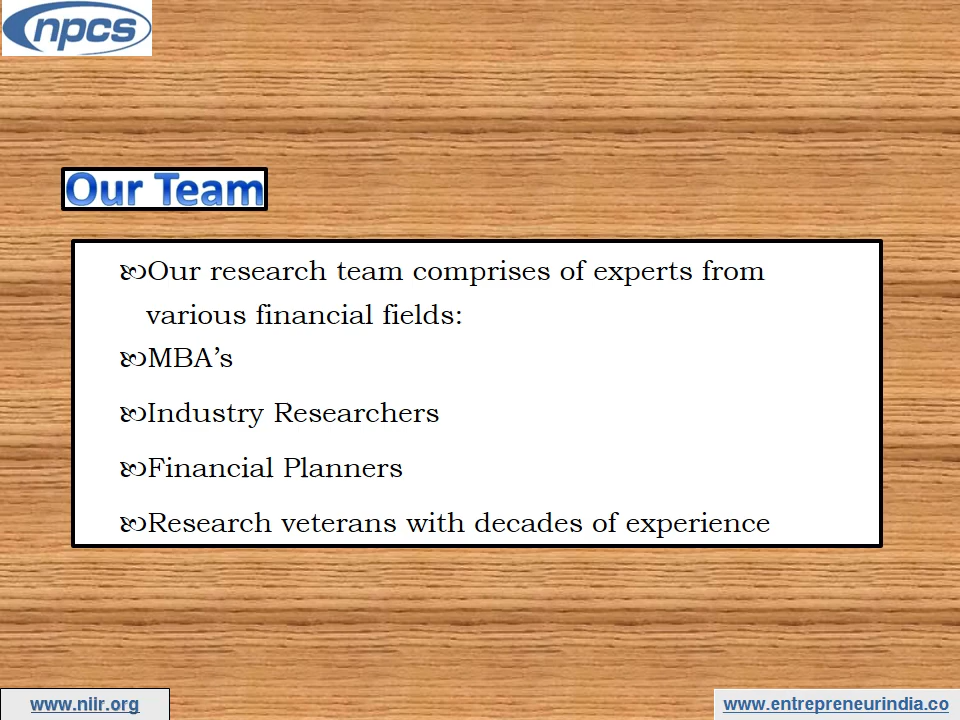 npcs
Our Team
Our research team comprises of experts from
various financial fields:
MBA's
Industry Researchers
Financial Planners
Research veterans with decades of experience
www.niir.org
www.entrepreneurindia.co